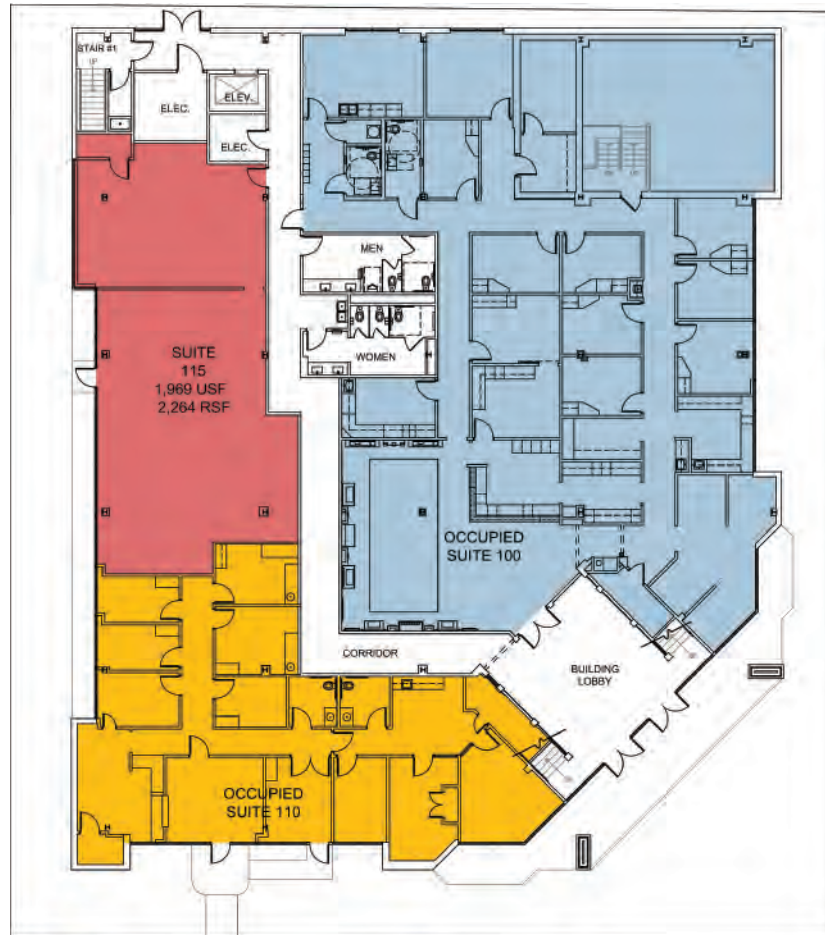 STAIR #1
UP
ELEC.
ELEV.
ELEC.
MEN
WOMEN
SUITE
115
1,969 USF
2,264 RSF
OCCUPIED
SUITE 100
CORRIDOR
BUILDING
LOBBY
OCCUPIED
SUITE 110